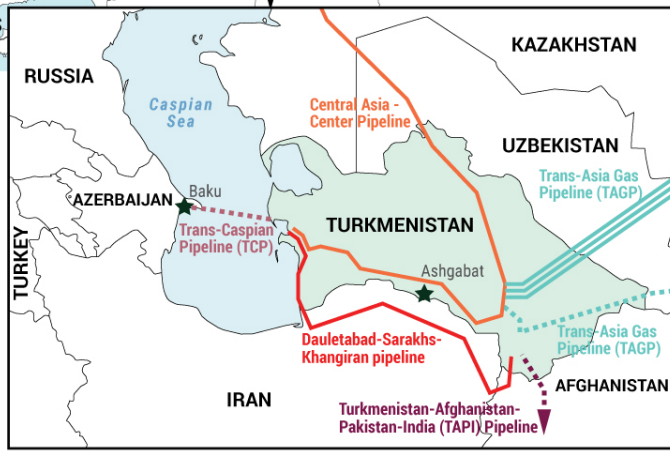 KAZAKHSTAN
RUSSIA
Caspian
Sea
Central Asia -
Center Pipeline
UZBEKISTAN
Trans-Asia Gas
Pipeline (TAGP)
Baku
AZERBAIJAN
TURKMENISTAN
Trans-Caspian
Pipeline (TCP)
TURKEY
Ashgabat
Trans-Asia Gas
Pipeline (TAGP)
Dauletabad-Sarakhs-
Khangiran pipeline
AFGHANISTAN
IRAN
Turkmenistan-Afghanistan-
Pakistan-India (TAPI) Pipeline